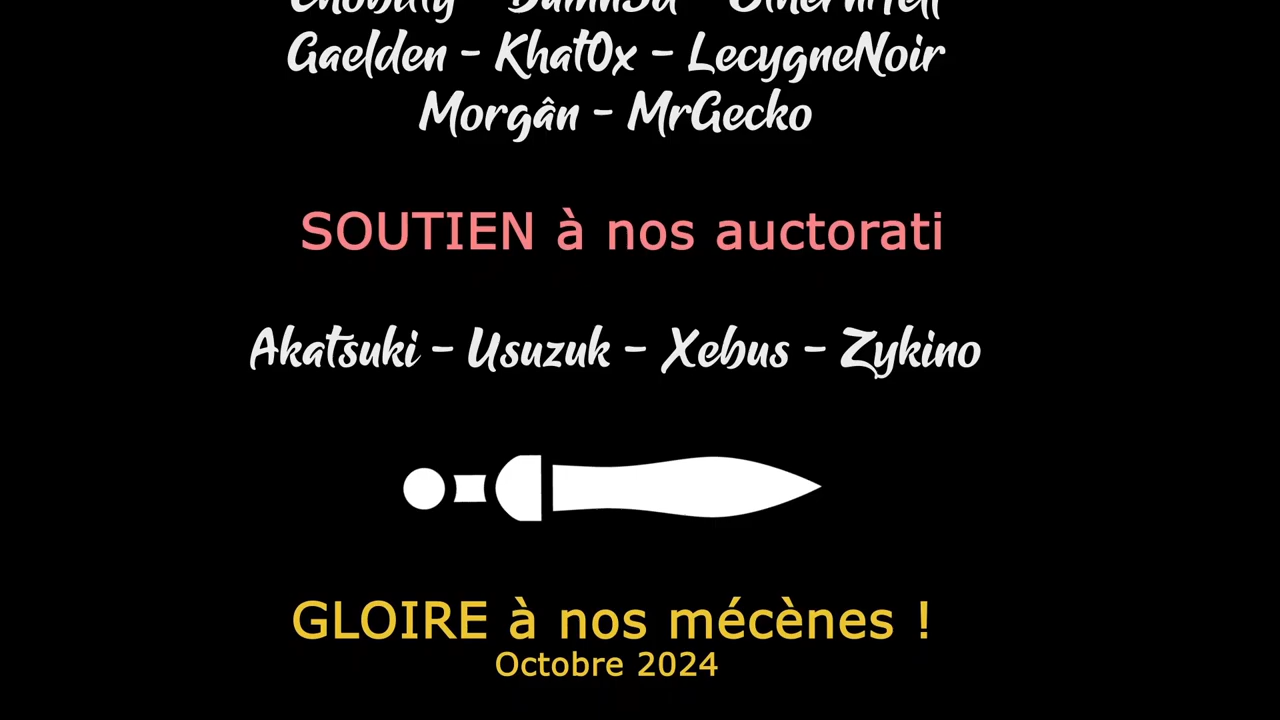 Gaelden - Khat0x - LecygneNoir
Morgân - MrGecko
SOUTIEN à nos auctorati
Akatsuki - Usuzuk - Xebus - Zykino
GLOIRE à nos mécènes !
Octobre 2024